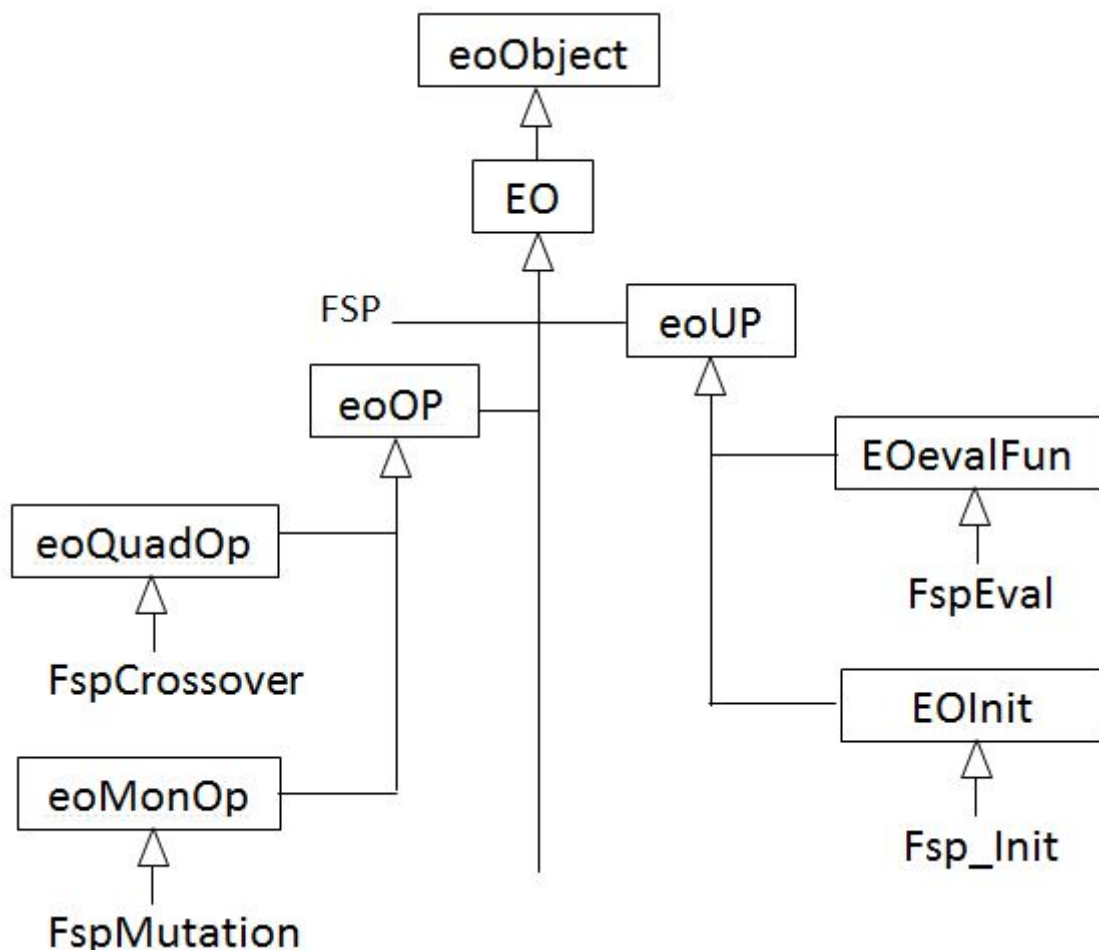 eoObject
EO
FSP
eoUP
eoOP
EOevalFun
eoQuadOp
FspEval
FspCrossover
EOInit
eoMonOp
Fsp_Init
FspMutation